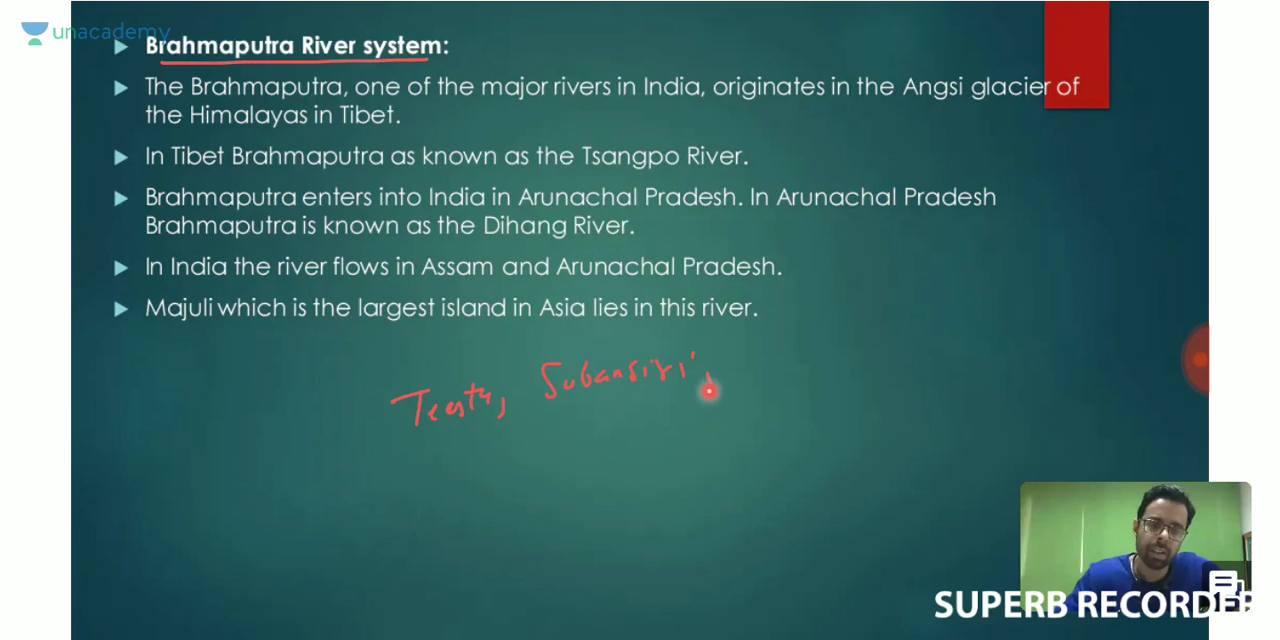 unacademy
Brahmaputra River system:
The Brahmaputra, one of the major rivers in India, originates in the Angsi glacier of
the Himalayas in Tibet.
In Tibet Brahmaputra as known as the Tsangpo River.
Brahmaputra enters into India in Arunachal Pradesh. In Arunachal Pradesh
Brahmaputra is known as the Dihang River.
In India the river flows in Assam and Arunachal Pradesh.
Majuli which is the largest island in Asia lies in this river.
Teesta, Subansiri,
SUPERB RECORDER